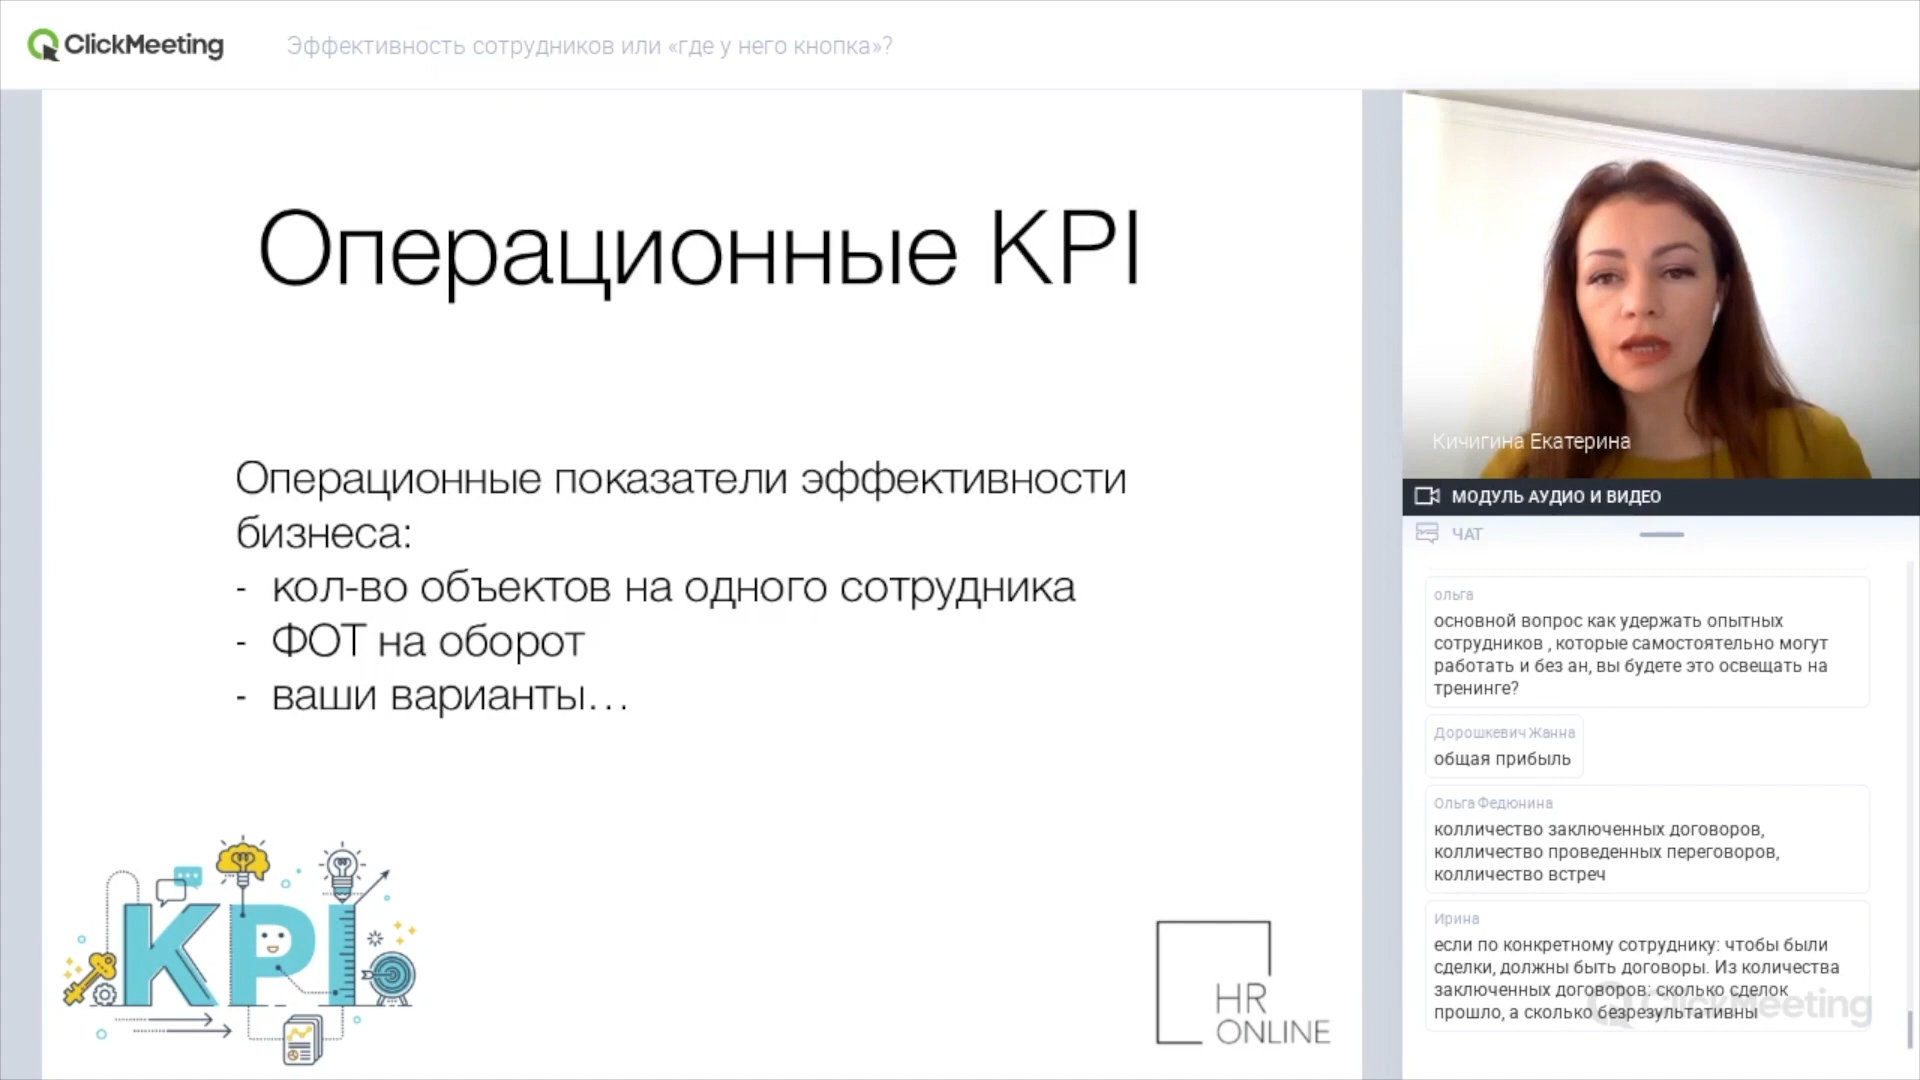 ClickMeeting
Эффективность сотрудников или «где у него кнопка»?
Операционные KPI
Операционные показатели эффективности
бизнеса:
- кол-во объектов на одного сотрудника
- ФОТ на оборот
- ваши варианты…
KPI
HR
ONLINE
Кичигина Екатерина
МОДУЛЬ АУДИО И ВИДЕО
ЧАТ
ольга
основной вопрос как удержать опытных
сотрудников , которые самостоятельно могут
работать и без ан, вы будете это освещать на
тренинге?
Дорошкевич Жанна
общая прибыль
Ольга Федюнина
колличество заключенных договоров,
колличество проведенных переговоров,
колличество встреч
Ирина
если по конкретному сотруднику: чтобы были
сделки, должны быть договоры. Из количества
заключенных договоров: сколько сделок
прошло, а сколько безрезультативны
ClickMeeting